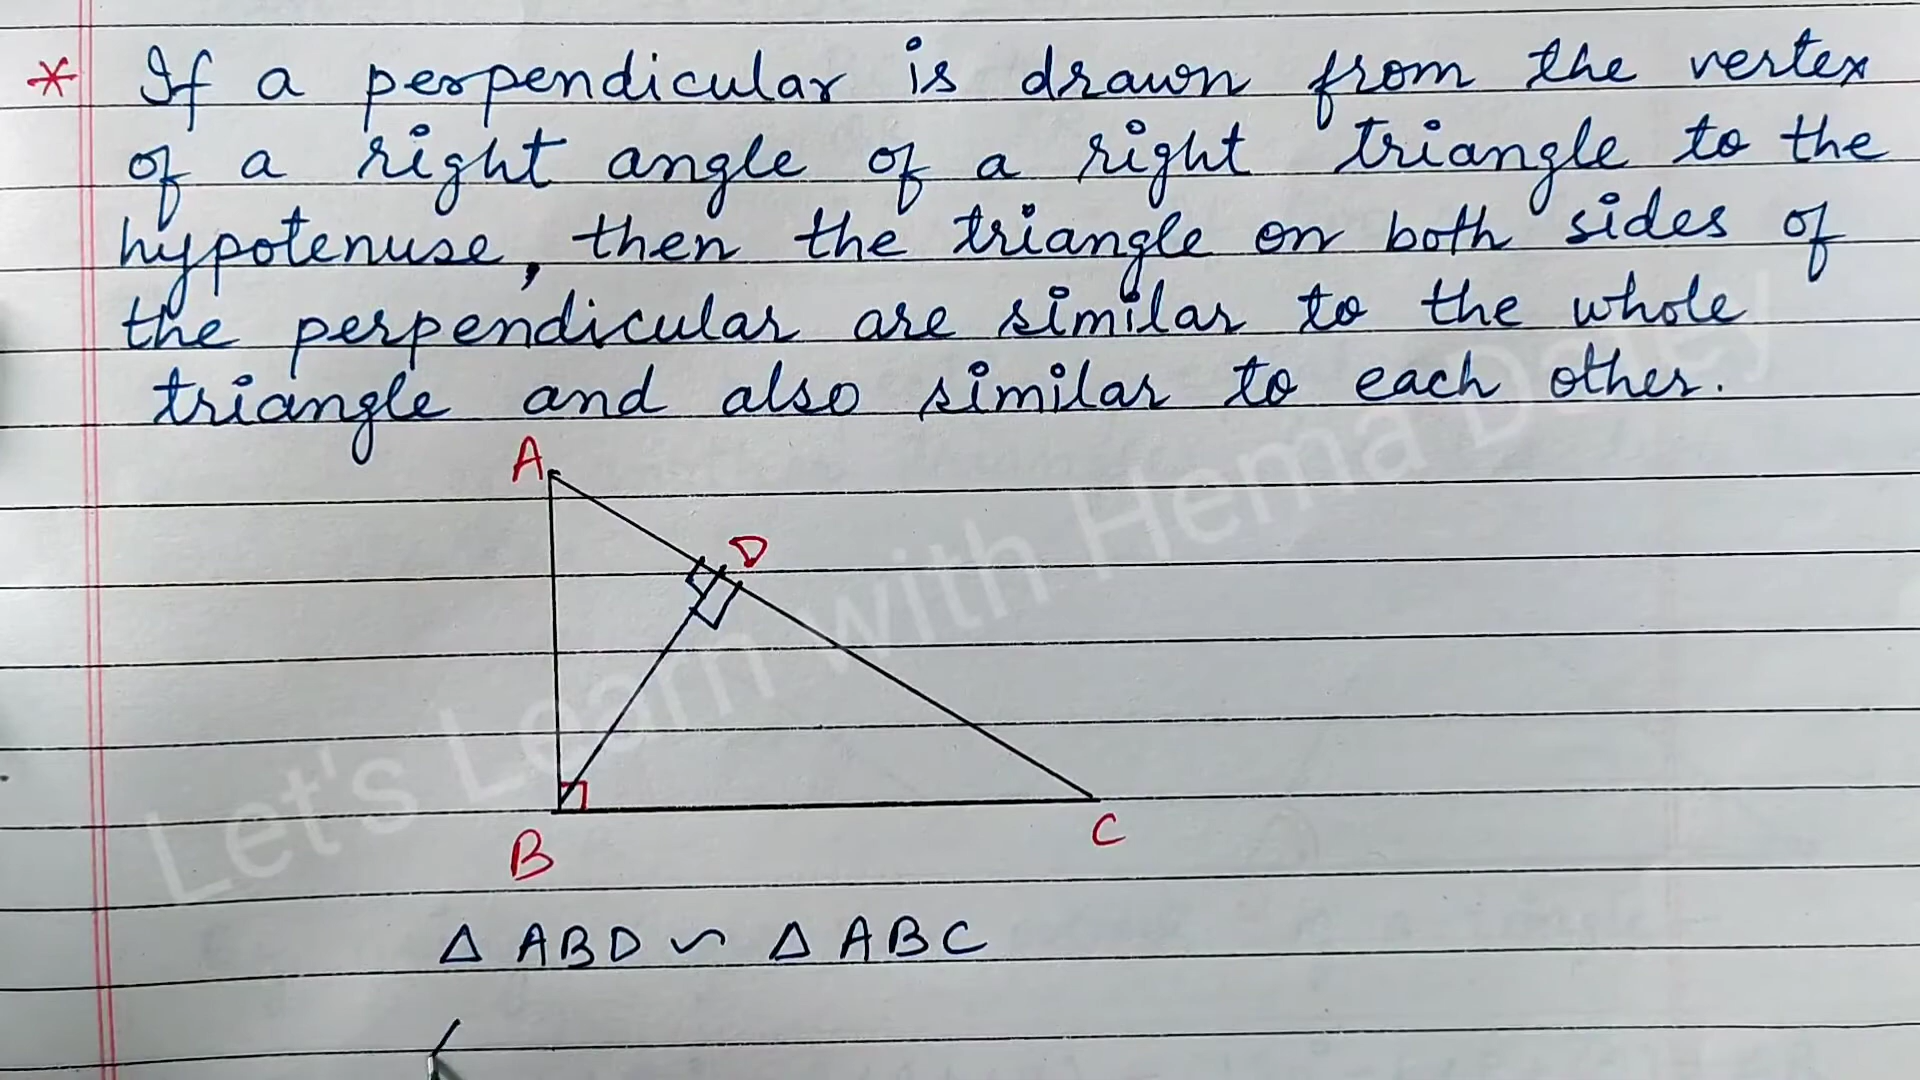 * If a perpendicular is drawn from the vertex
of a right angle of a right triangle to the
hypotenuse, then the triangle on both sides of
the perpendicular are similar to the whole
triangle and also similar to each other.
A
D
B
C
Δ ABD ∽ Δ ABC
Let's Learn with Hema Datey